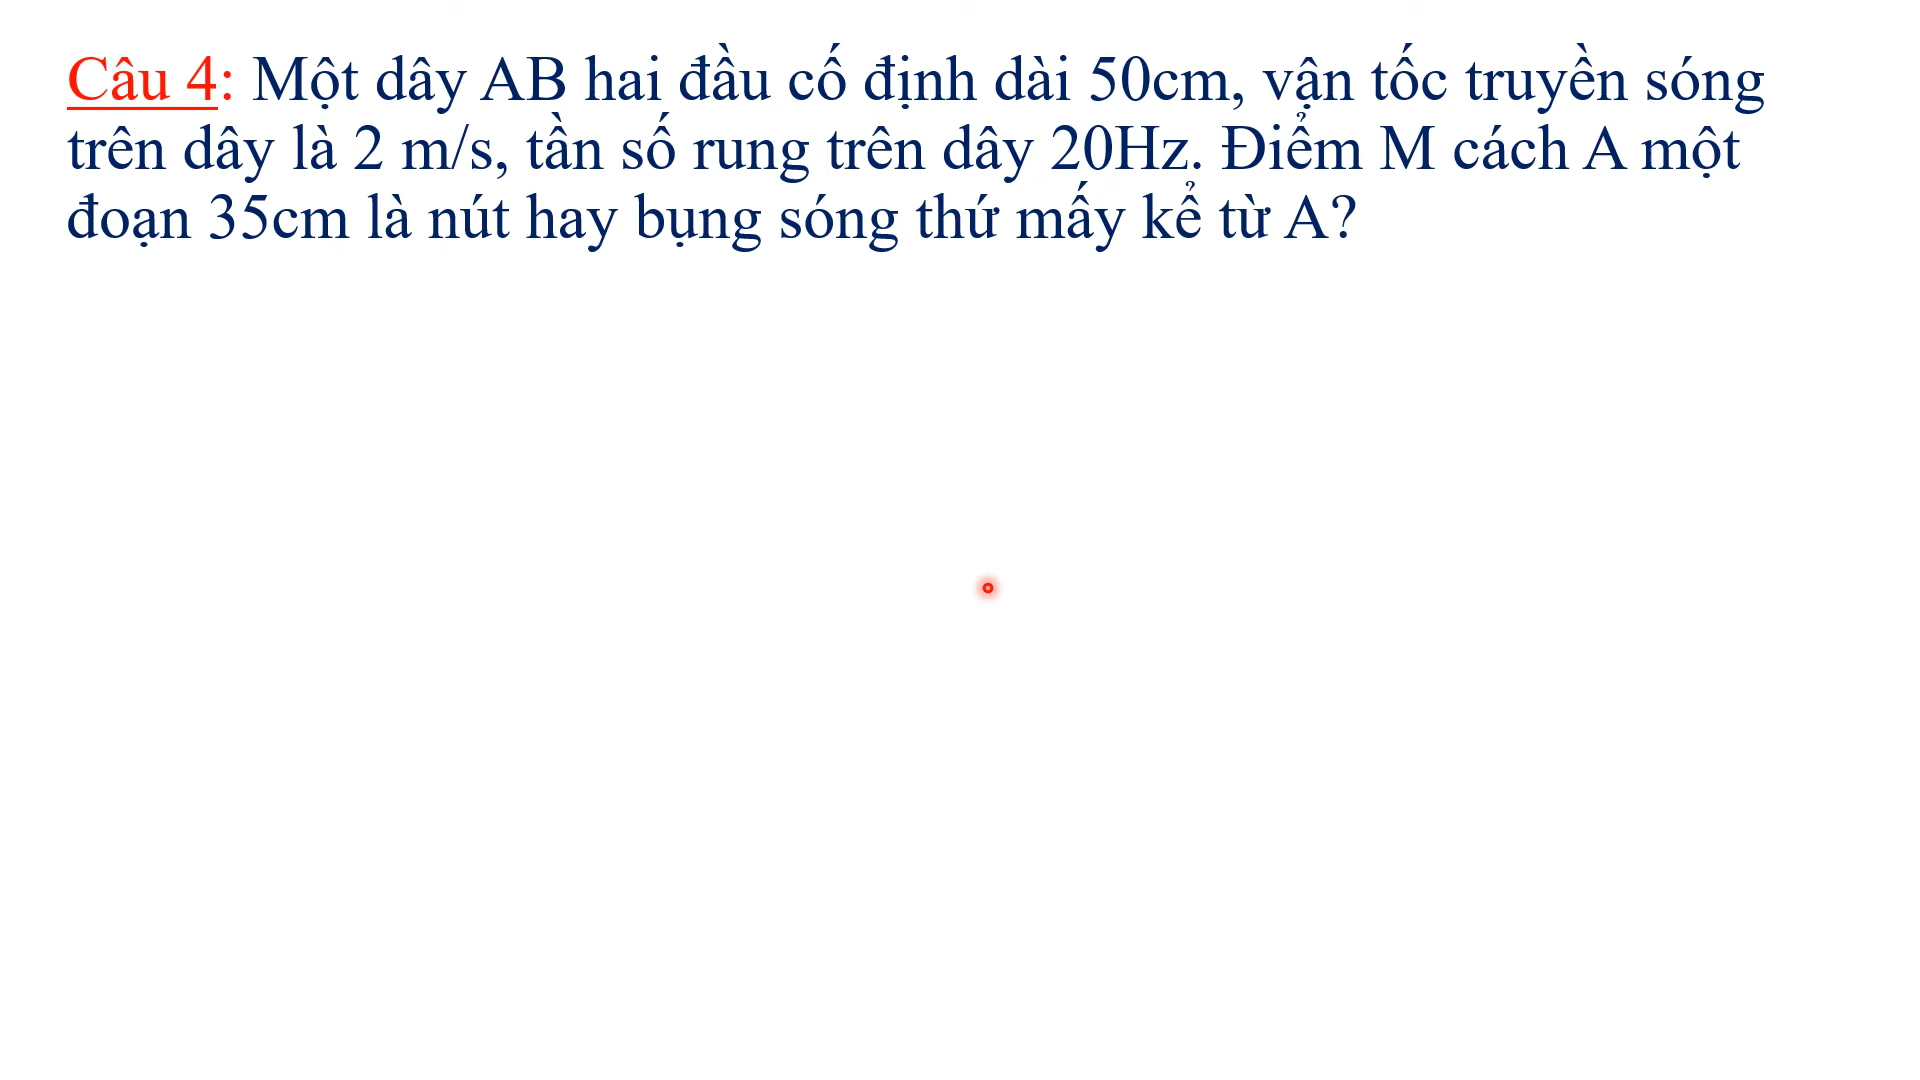 Câu 4: Một dây AB hai đầu cố định dài 50cm, vận tốc truyền sóng
trên dây là 2 m/s, tần số rung trên dây 20Hz. Điểm M cách A một
đoạn 35cm là nút hay bụng sóng thứ mấy kể từ A?